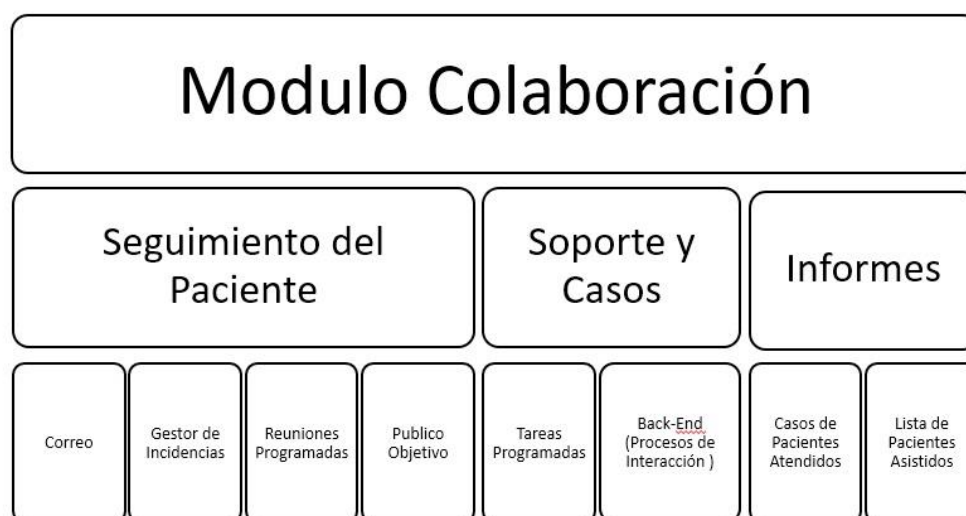 Modulo Colaboración
Seguimiento del
Paciente
Soporte y
Casos
Informes
Correo
Gestor de
Incidencias
Reuniones
Programadas
Publico
Objetivo
Tareas
Programadas
Back-End
(Procesos de
Interacción )
Casos de
Pacientes
Atendidos
Lista de
Pacientes
Asistidos